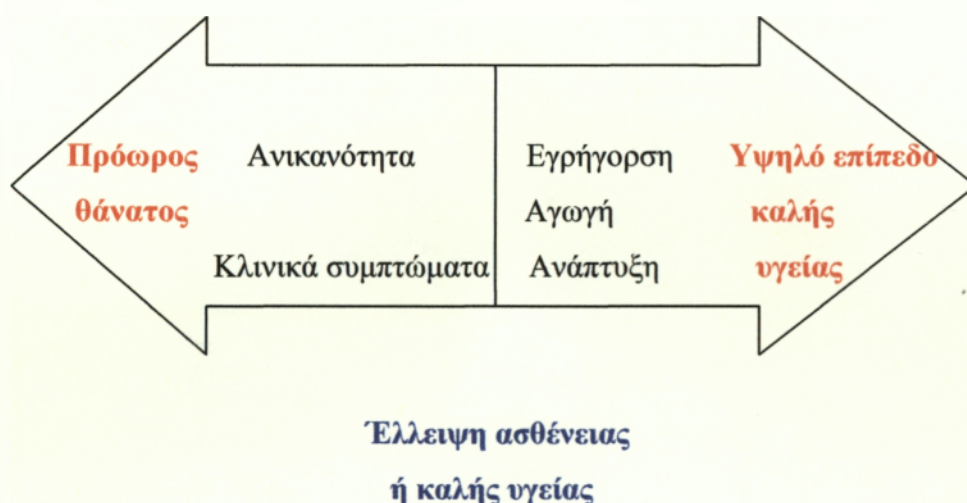 Πρόωρος Ανικανότητα Εγρήγορση Υψηλό επίπεδο
θάνατος Αγωγή καλής
Κλινικά συμπτώματα Ανάπτυξη υγείας
Έλλειψη ασθένειας
ή καλής υγείας